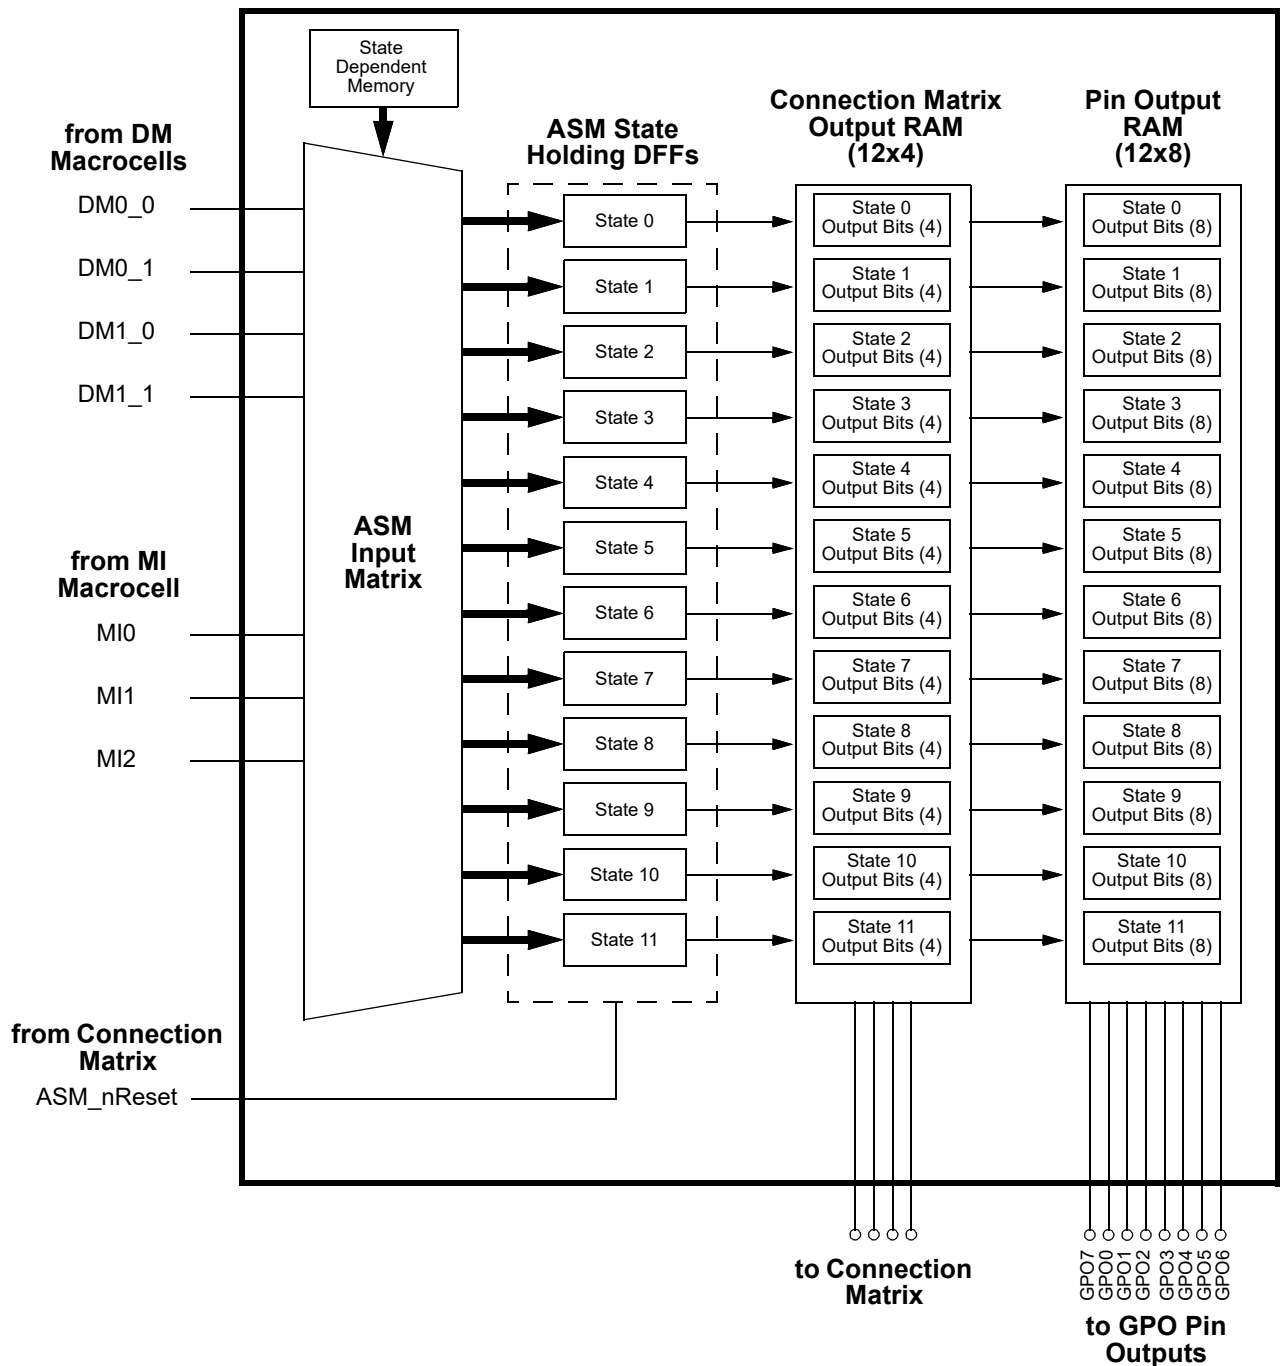 State
Dependent
Memory
from DM
Macrocells
DM0_0
DM0_1
DM1_0
DM1_1
from MI
Macrocell
MI0
MI1
MI2
from Connection
Matrix
ASM_nReset
ASM
Input
Matrix
ASM State
Holding DFFs
State 0
State 1
State 2
State 3
State 4
State 5
State 6
State 7
State 8
State 9
State 10
State 11
Connection Matrix
Output RAM
(12x4)
State 0
Output Bits (4)
State 1
Output Bits (4)
State 2
Output Bits (4)
State 3
Output Bits (4)
State 4
Output Bits (4)
State 5
Output Bits (4)
State 6
Output Bits (4)
State 7
Output Bits (4)
State 8
Output Bits (4)
State 9
Output Bits (4)
State 10
Output Bits (4)
State 11
Output Bits (4)
to Connection
Matrix
Pin Output
RAM
(12x8)
State 0
Output Bits (8)
State 1
Output Bits (8)
State 2
Output Bits (8)
State 3
Output Bits (8)
State 4
Output Bits (8)
State 5
Output Bits (8)
State 6
Output Bits (8)
State 7
Output Bits (8)
State 8
Output Bits (8)
State 9
Output Bits (8)
State 10
Output Bits (8)
State 11
Output Bits (8)
GPO7
GPO0
GPO1
GPO2
GPO3
GPO4
GPO5
GPO6
to GPO Pin
Outputs